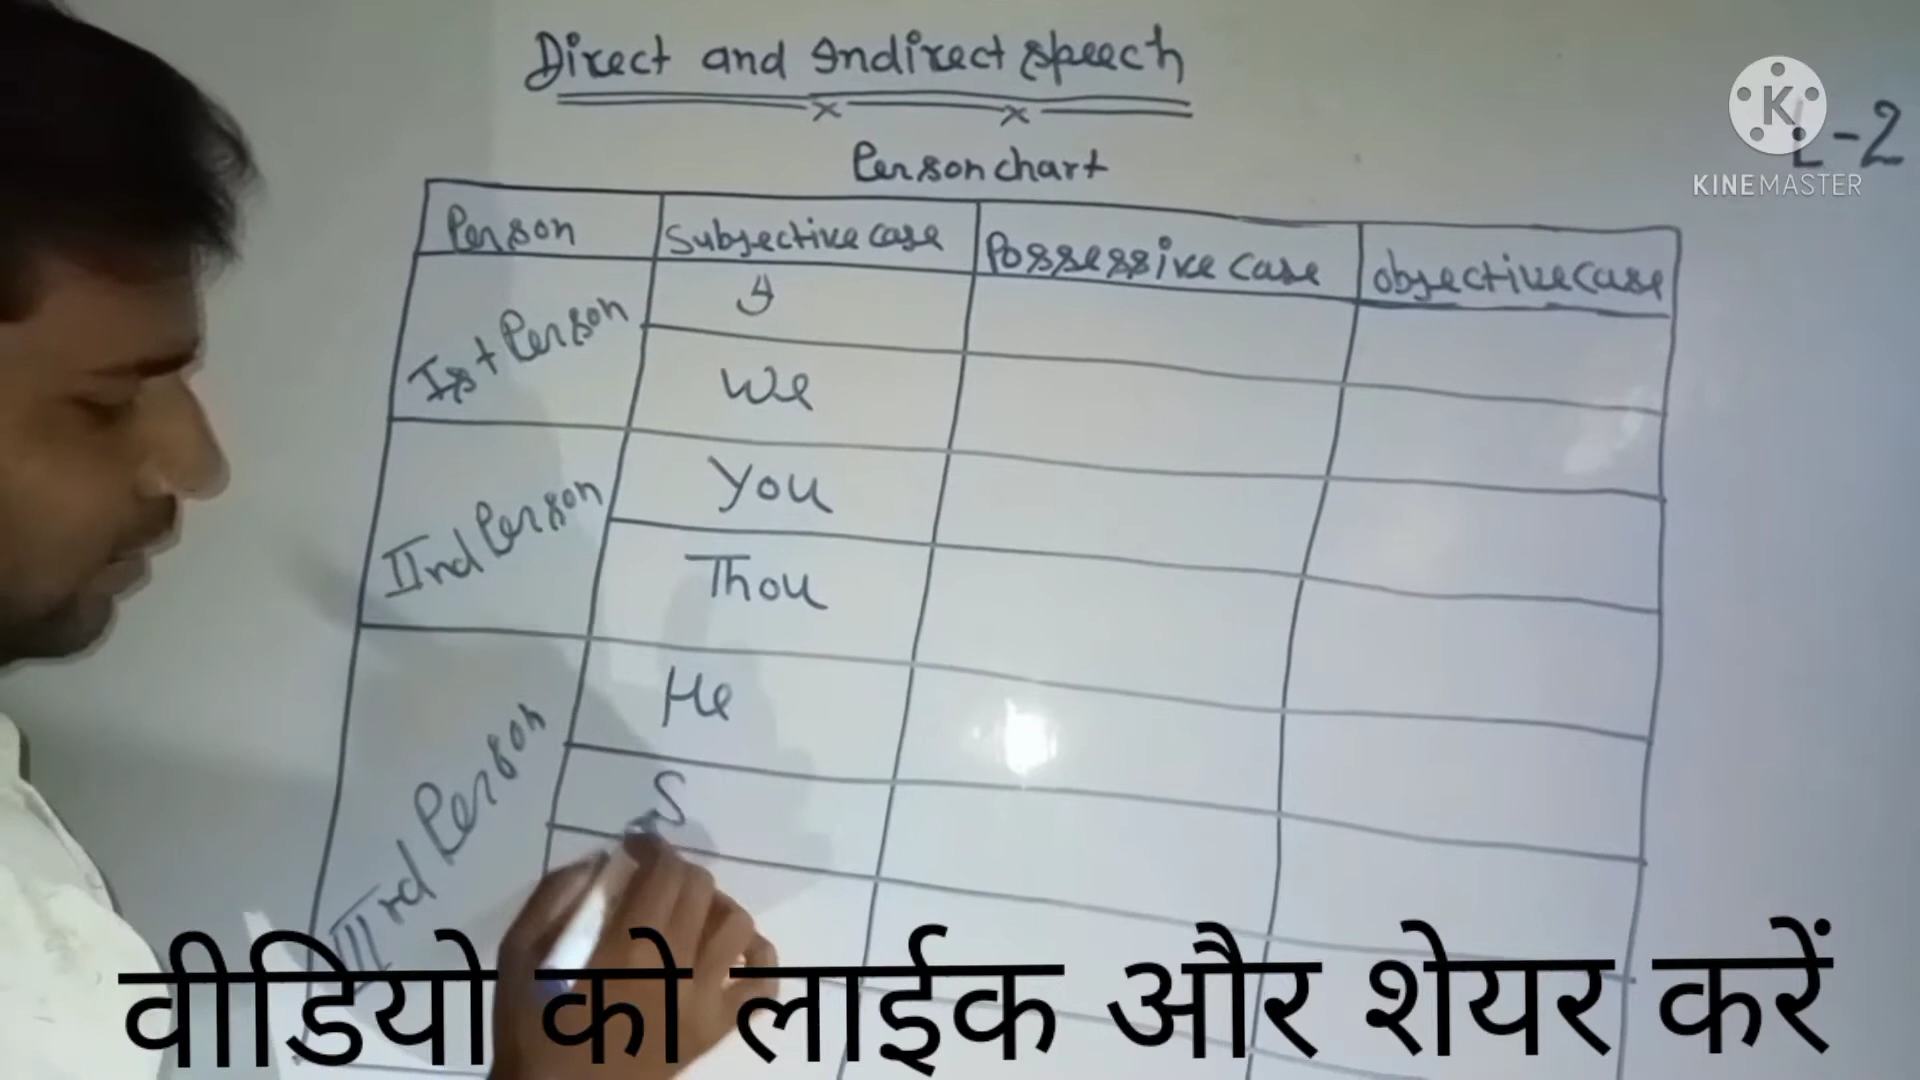 Direct and Indirect speech
L-2
KINEMASTER
Person chart
Person Subjective case Possessive case objective case
Ist Person I
We
IInd Person You
Thou
IIIrd Person He
S
वीडियो को लाईक और शेयर करें